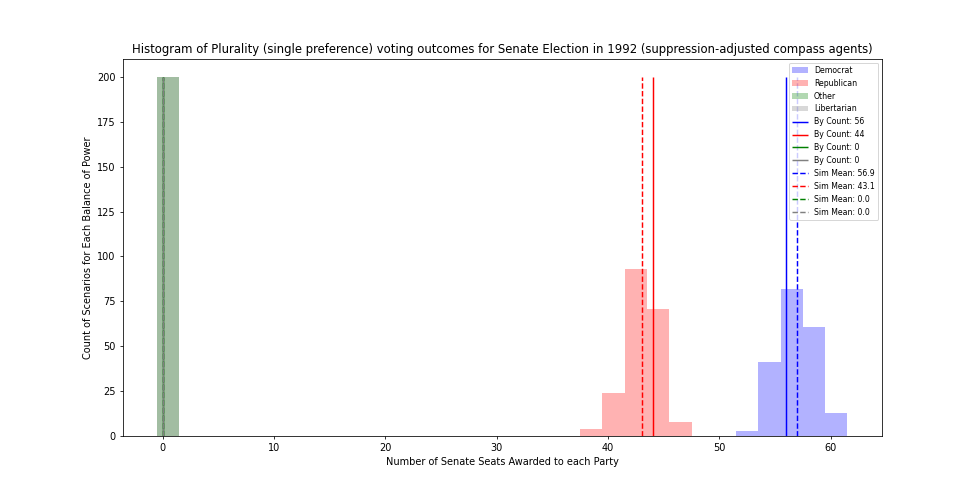 Histogram of Plurality (single preference) voting outcomes for Senate Election in 1992 (suppression-adjusted compass agents)
Count of Scenarios for Each Balance of Power
200
175
150
125
100
75
50
25
0
0
10
20
30
40
50
60
Number of Senate Seats Awarded to each Party
Democrat
Republican
Other
Libertarian
By Count: 56
By Count: 44
By Count: 0
By Count: 0
Sim Mean: 56.9
Sim Mean: 43.1
Sim Mean: 0.0
Sim Mean: 0.0